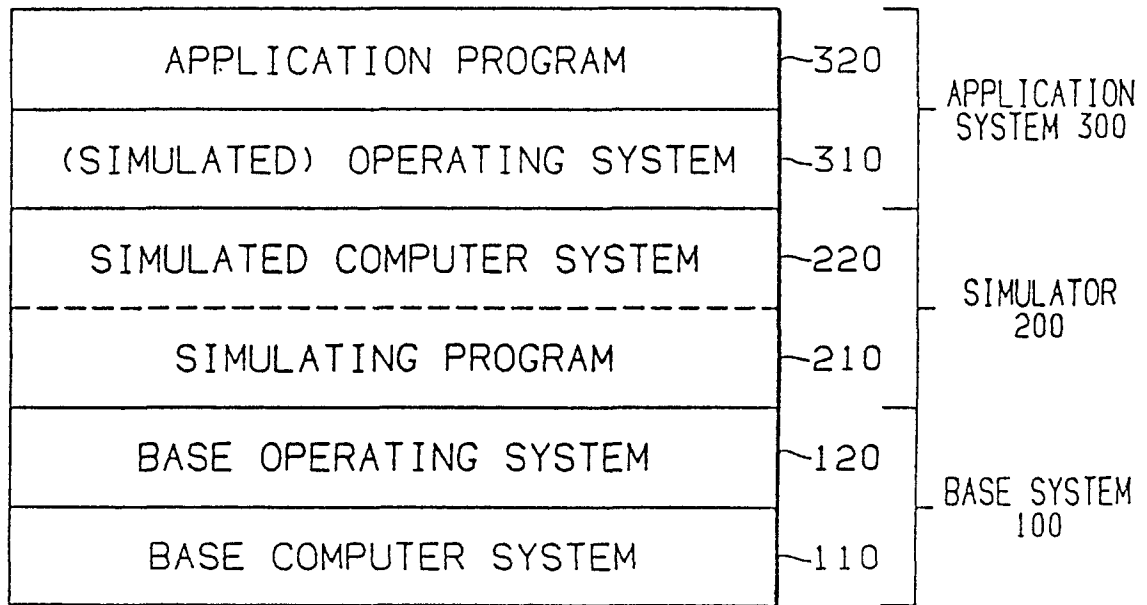 APPLICATION PROGRAM
320
(SIMULATED) OPERATING SYSTEM
310
APPLICATION
SYSTEM 300
SIMULATED COMPUTER SYSTEM
220
SIMULATING PROGRAM
210
SIMULATOR
200
BASE OPERATING SYSTEM
120
BASE COMPUTER SYSTEM
110
BASE SYSTEM
100